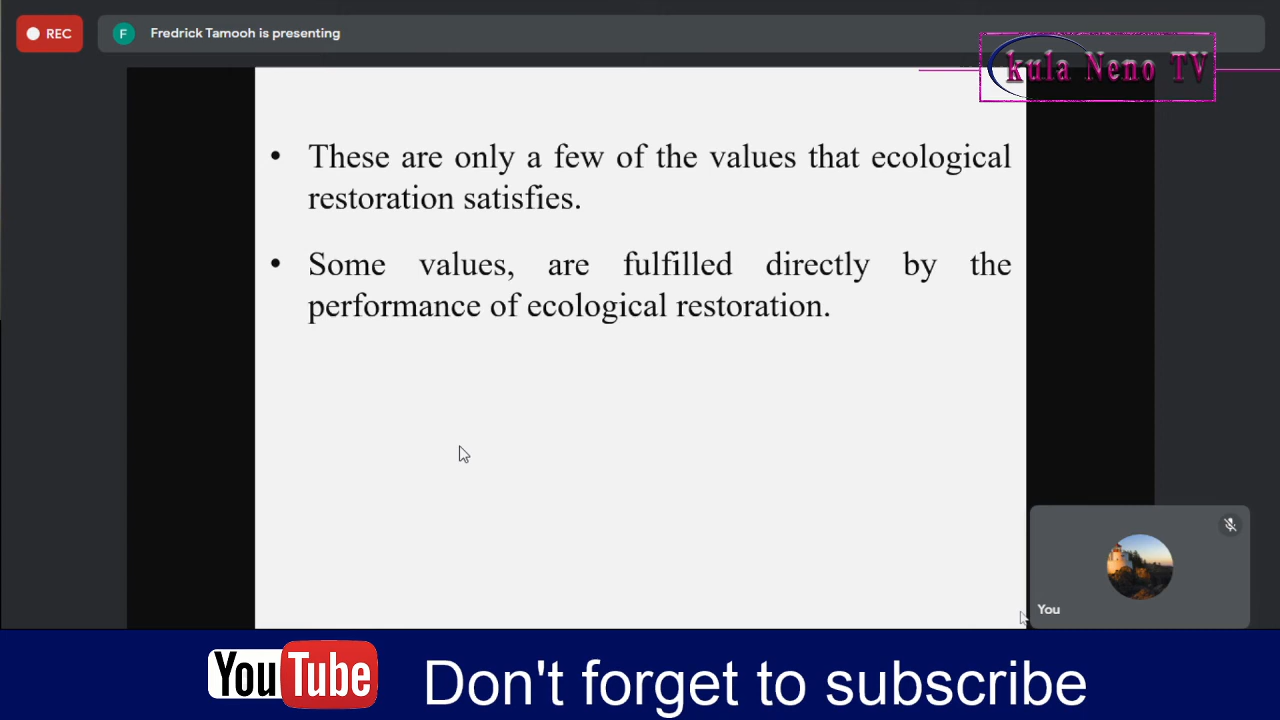 REC
F
Fredrick Tamooh is presenting
kula Neno TV
• These are only a few of the values that ecological
restoration satisfies.
• Some values, are fulfilled directly by the
performance of ecological restoration.
You
YouTube
Don't forget to subscribe